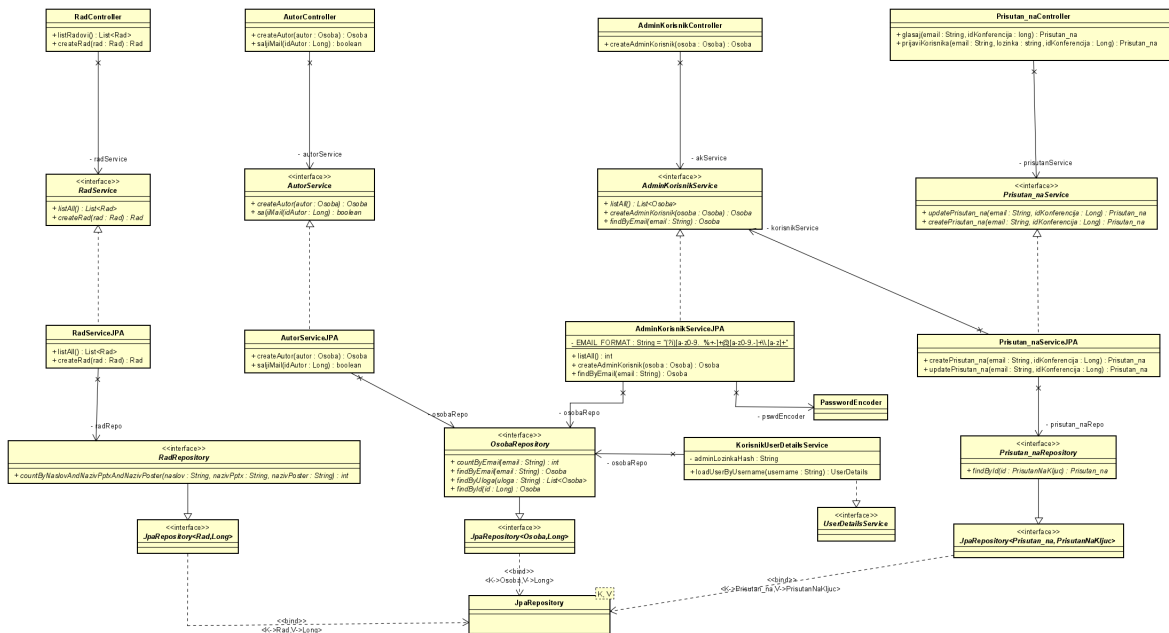 RadController
+ listRadovi() : List<Rad>
+ createRad(rad : Rad) : Rad
AutorController
+ createAutor(autor : Osoba) : Osoba
+ saljiMail(idAutor : Long) : boolean
AdminKorisnikController
+ createAdminKorisnik(osoba : Osoba) : Osoba
Prisutan_naController
+ glasaj(email : String, idKonferencija : long) : Prisutan_na
+ prijaviKorisnika(email : String, lozinka : string, idKonferencija : Long) : Prisutan_na
- radService
- autorService
- akService
- prisutanService
<<interface>>
RadService
+ listAll() : List<Rad>
+ createRad(rad : Rad) : Rad
<<interface>>
AutorService
+ createAutor(autor : Osoba) : Osoba
+ saljiMail(idAutor : Long) : boolean
<<interface>>
AdminKorisnikService
+ listAll() : List<Osoba>
+ createAdminKorisnik(osoba : Osoba) : Osoba
+ findByEmail(email : String) : Osoba
<<interface>>
Prisutan_naService
+ updatePrisutan_na(email : String, idKonferencija : Long) : Prisutan_na
+ createPrisutan_na(email : String, idKonferencija : Long) : Prisutan_na
- korisnikService
RadServiceJPA
+ listAll() : List<Rad>
+ createRad(rad : Rad) : Rad
AutorServiceJPA
+ createAutor(autor : Osoba) : Osoba
+ saljiMail(idAutor : Long) : boolean
AdminKorisnikServiceJPA
- EMAIL_FORMAT : String =
+ listAll() : int
+ createAdminKorisnik(osoba : Osoba) : Osoba
+ findByEmail(email : String) : Osoba
Prisutan_naServiceJPA
+ createPrisutan_na(email : String, idKonferencija : Long) : Prisutan_na
+ updatePrisutan_na(email : String, idKonferencija : Long) : Prisutan_na
PasswordEncoder
- radRepo
- osobaRepo
- osobaRepo
- pswdEncoder
- prisutan_naRepo
<<interface>>
RadRepository
+ countByNaslovAndNazivPptxAndNazivPoster(naslov : String, nazivPptx : String, nazivPoster : String) : int
<<interface>>
OsobaRepository
+ countByEmail(email : String) : int
+ findByEmail(email : String) : Osoba
+ findByUloga(uloga : String) : List<Osoba>
+ findById(id : Long) : Osoba
- osobaRepo
KorisnikUserDetailsService
- adminLozinkaHash : String
+ loadUserByUsername(username : String) : UserDetails
<<interface>>
Prisutan_naRepository
+ findById(id : PrisutanNaKljuc) : Prisutan_na
<<interface>>
JpaRepository<Rad,Long>
<<interface>>
JpaRepository<Osoba,Long>
<<interface>>
UserDetailsService
<<interface>>
JpaRepository<Prisutan_na, PrisutanNaKljuc>
<<bind>>
<K->Osoba,V->Long>
<<bind>>
<K->Prisutan_na,V->PrisutanNaKljuc>
K, V
JpaRepository
<<bind>>
<K->Rad,V->Long>